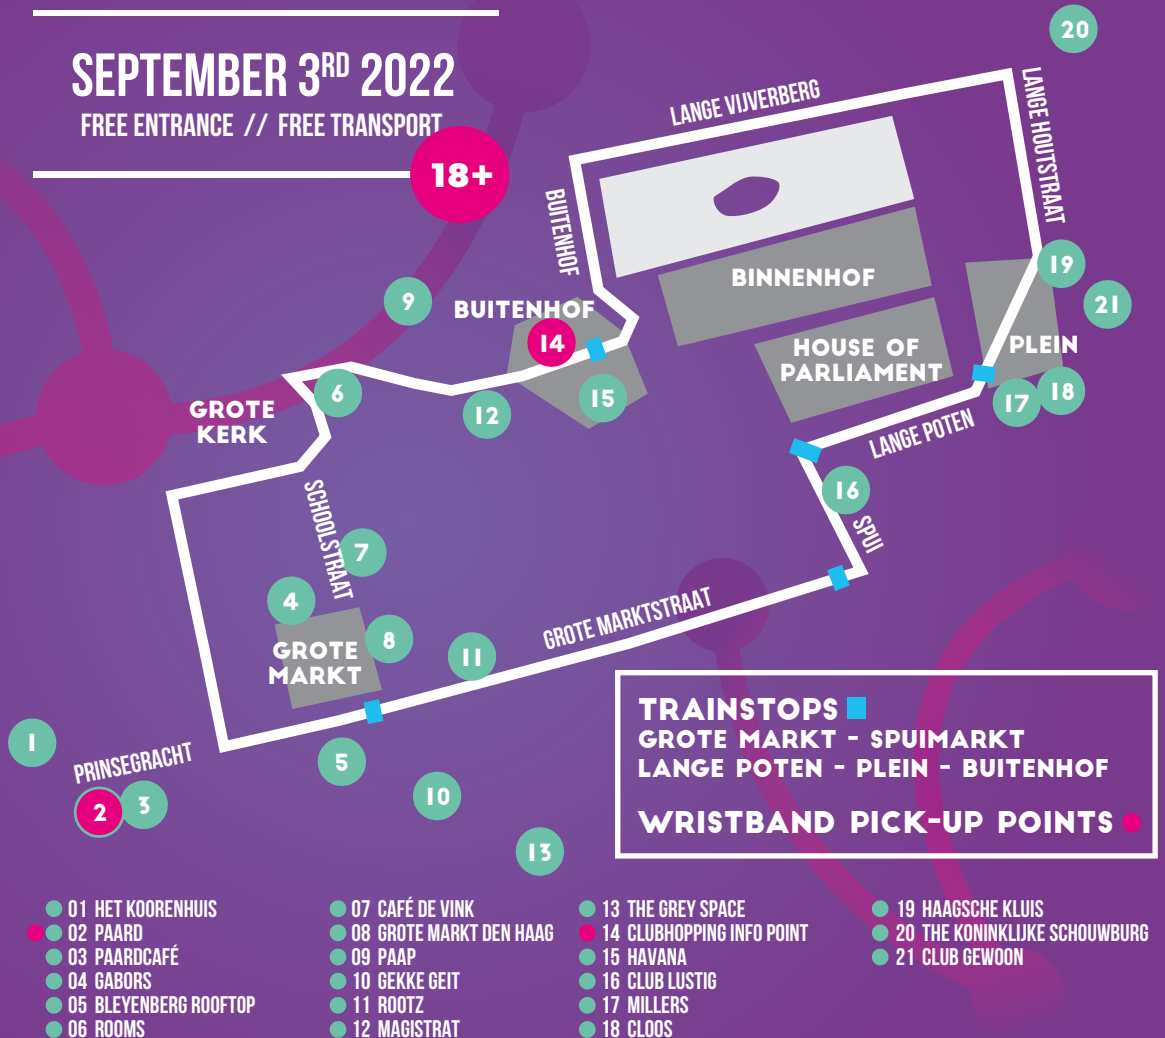 SEPTEMBER 3RD 2022
FREE ENTRANCE // FREE TRANSPORT
18+
20
LANGE VIJVERBERG
LANGE HOUTSTRAAT
BUITENHOF
BINNENHOF
19
21
9
BUITENHOF
14
HOUSE OF
PARLIAMENT
PLEIN
6
15
12
17
18
GROTE
KERK
LANGE POTEN
16
SPUI
SCHOOLSTRAAT
7
4
8
GROTE
MARKT
11
GROTE MARKTSTRAAT
1
PRINSEGRACHT
2
3
5
10
13
TRAINSTOPS
GROTE MARKT - SPUIMARKT
LANGE POTEN - PLEIN - BUITENHOF
WRISTBAND PICK-UP POINTS
01 HET KOORENHUIS
02 PAARD
03 PAARDCAFÉ
04 GABORS
05 BLEYENBERG ROOFTOP
06 ROOMS
07 CAFÉ DE VINK
08 GROTE MARKT DEN HAAG
09 PAAP
10 GEKKE GEIT
11 ROOTZ
12 MAGISTRAT
13 THE GREY SPACE
14 CLUBHOPPING INFO POINT
15 HAVANA
16 CLUB LUSTIG
17 MILLERS
18 CLOOS
19 HAAGSCHE KLUIS
20 THE KONINKLIJKE SCHOUWBURG
21 CLUB GEWOON